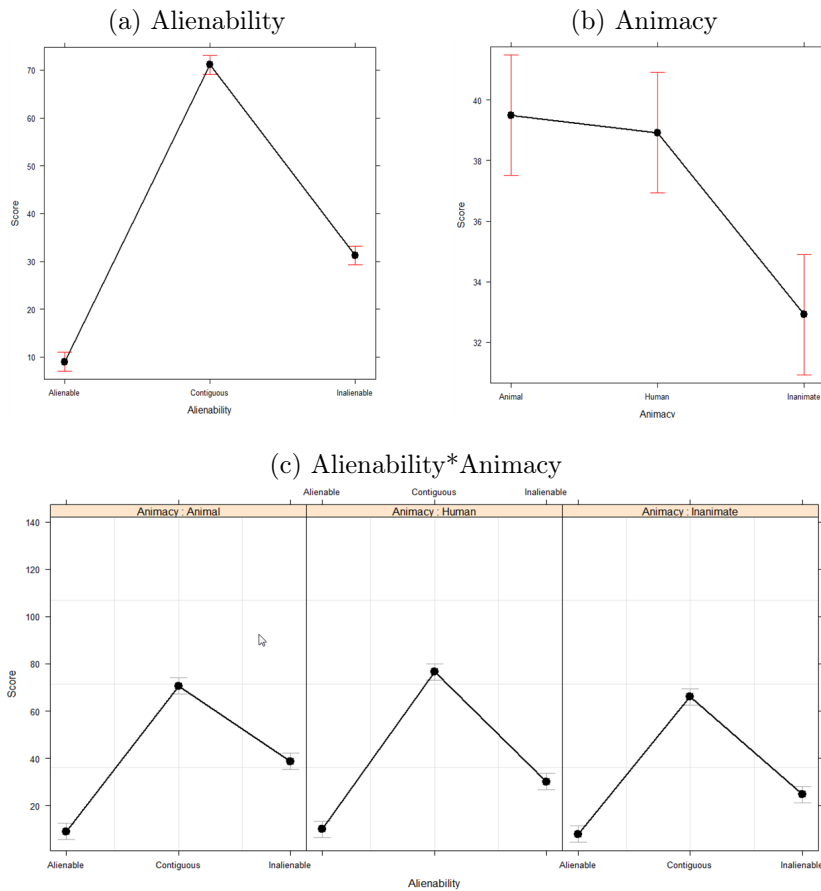 (a) Alienability
70
60
50
40
30
20
10
Score
Alienable Contiguous Inalienable
Alienability
(b) Animacy
40
38
36
34
32
Score
Animal Human Inanimate
Animacy
(c) Alienability*Animacy
Alienable Contiguous Inalienable
Animacy : Animal Animacy : Human Animacy : Inanimate
140
120
100
80
60
40
20
Score
Alienable Contiguous Inalienable Alienable Contiguous Inalienable
Alienability